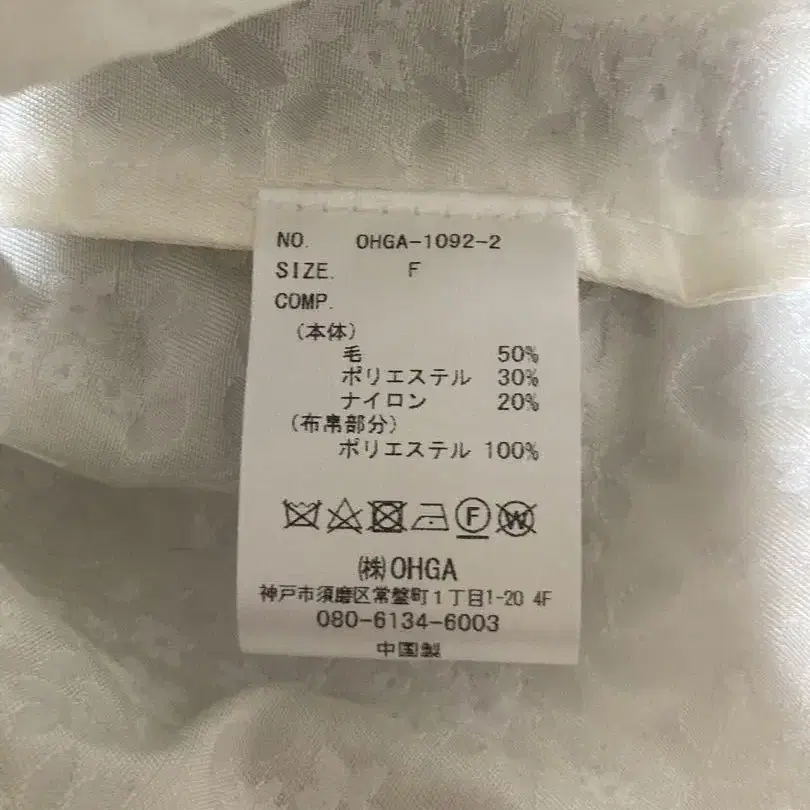 NO. OHGA-1092-2
SIZE. F
COMP.
(本体)
毛 50%
ポリエステル 30%
ナイロン 20%
(布帛部分)
ポリエステル 100%
F W
㈱OHGA
神戸市須磨区常盤町1丁目1-20 4F
080-6134-6003
中国製